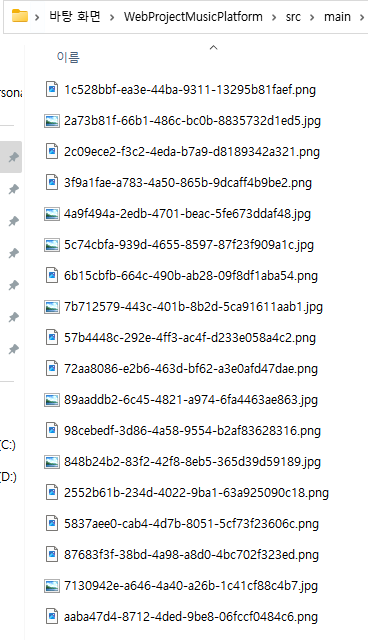 바탕 화면 > WebProjectMusicPlatform > src > main >
이름
1c528bbf-ea3e-44ba-9311-13295b81faef.png
2a73b81f-66b1-486c-bc0b-8835732d1ed5.jpg
2c09ece2-f3c2-4eda-b7a9-d8189342a321.png
3f9a1fae-a783-4a50-865b-9dcaff4b9be2.png
4a9f494a-2edb-4701-beac-5fe673ddaf48.jpg
5c74cbfa-939d-4655-8597-87f23f909a1c.jpg
6b15cbfb-664c-490b-ab28-09f8df1aba54.png
7b712579-443c-401b-8b2d-5ca91611aab1.jpg
57b4448c-292e-4ff3-ac4f-d233e058a4c2.png
72aa8086-e2b6-463d-bf62-a3e0afd47dae.png
89aaddb2-6c45-4821-a974-6fa4463ae863.jpg
98cebedf-3d86-4a58-9554-b2af83628316.png
(C:)
848b24b2-83f2-42f8-8eb5-365d39d59189.jpg
(D:)
2552b61b-234d-4022-9ba1-63a925090c18.png
5837aee0-cab4-4d7b-8051-5cf73f23606c.png
87683f3f-38bd-4a98-a8d0-4bc702f323ed.png
7130942e-a646-4a40-a26b-1c41cf88c4b7.jpg
aaba47d4-8712-4ded-9be8-06fccf0484c6.png